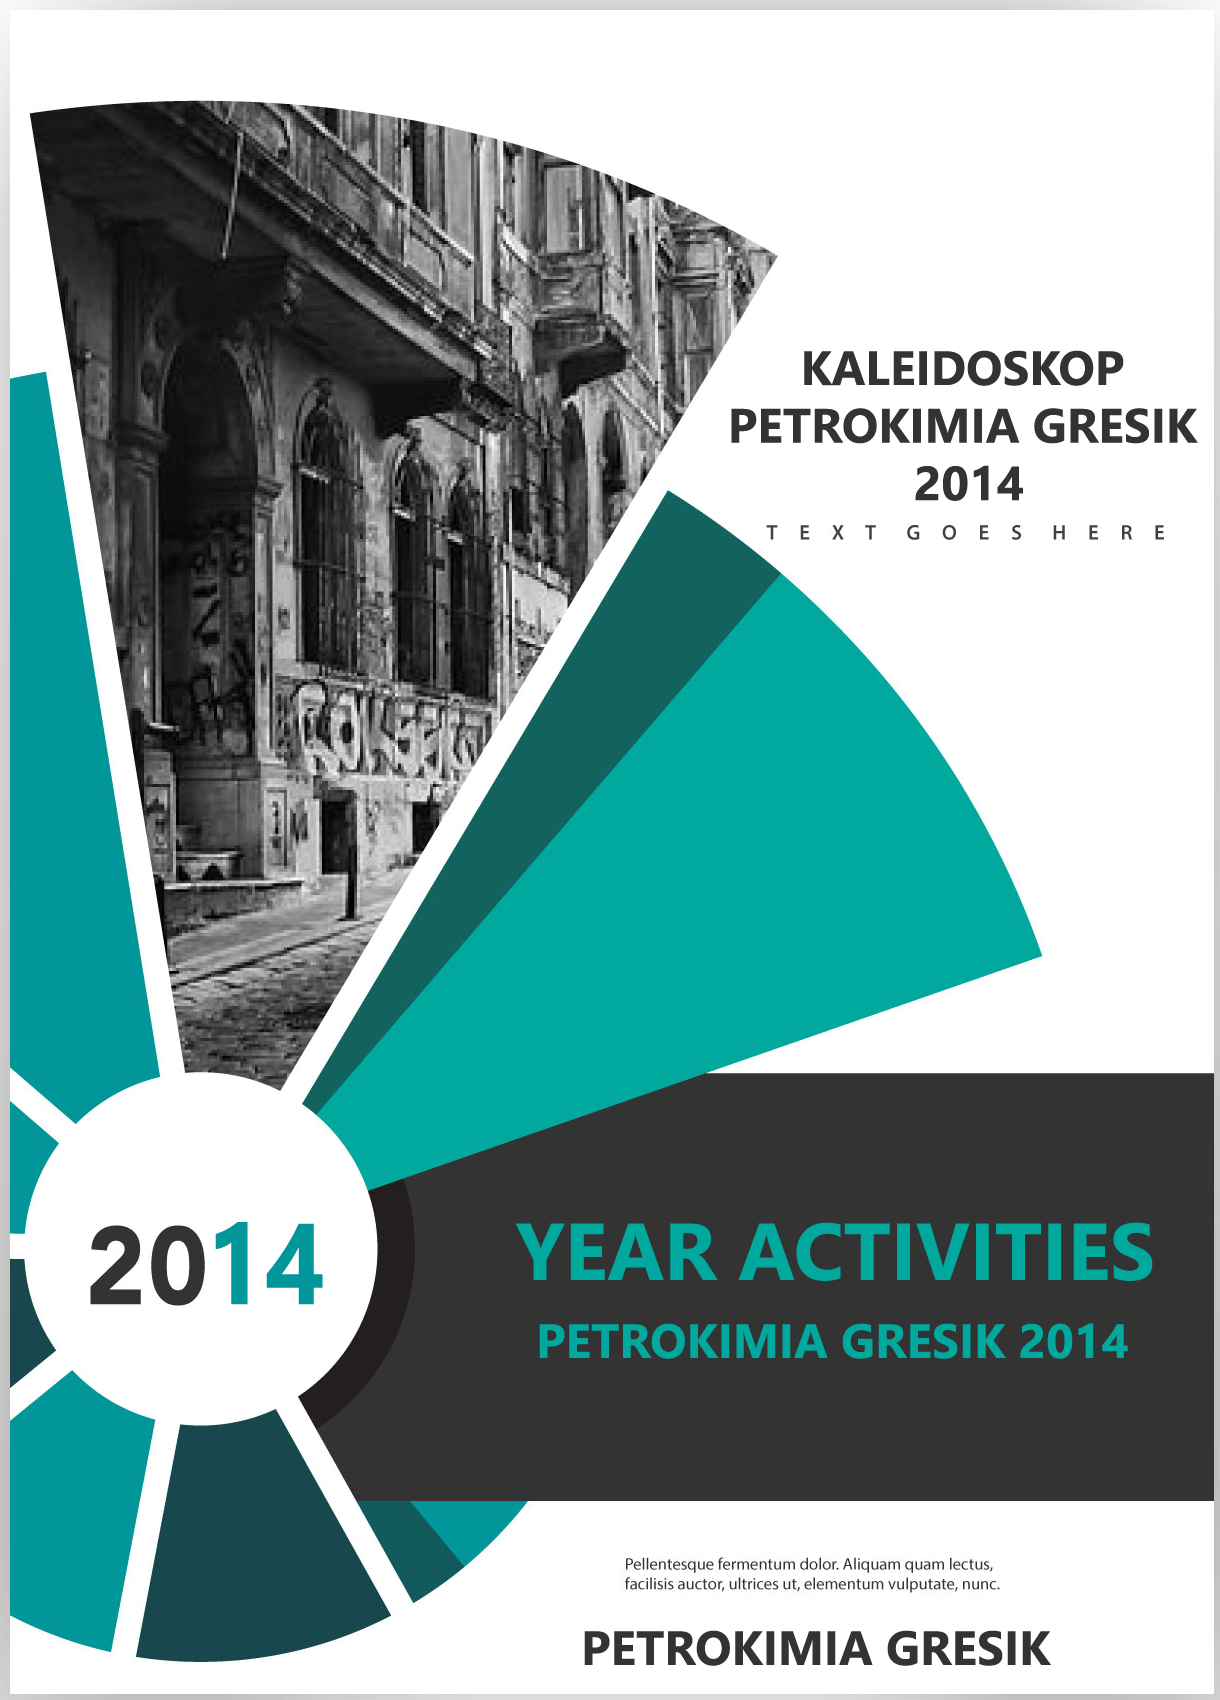 KALEIDOSKOP
PETROKIMIA GRESIK
2014
TEXT GOES HERE
2014
YEAR ACTIVITIES
PETROKIMIA GRESIK 2014
Pellentesque fermentum dolor. Aliquam quam lectus,
facilisis auctor, ultrices ut, elementum vulputate, nunc.
PETROKIMIA GRESIK